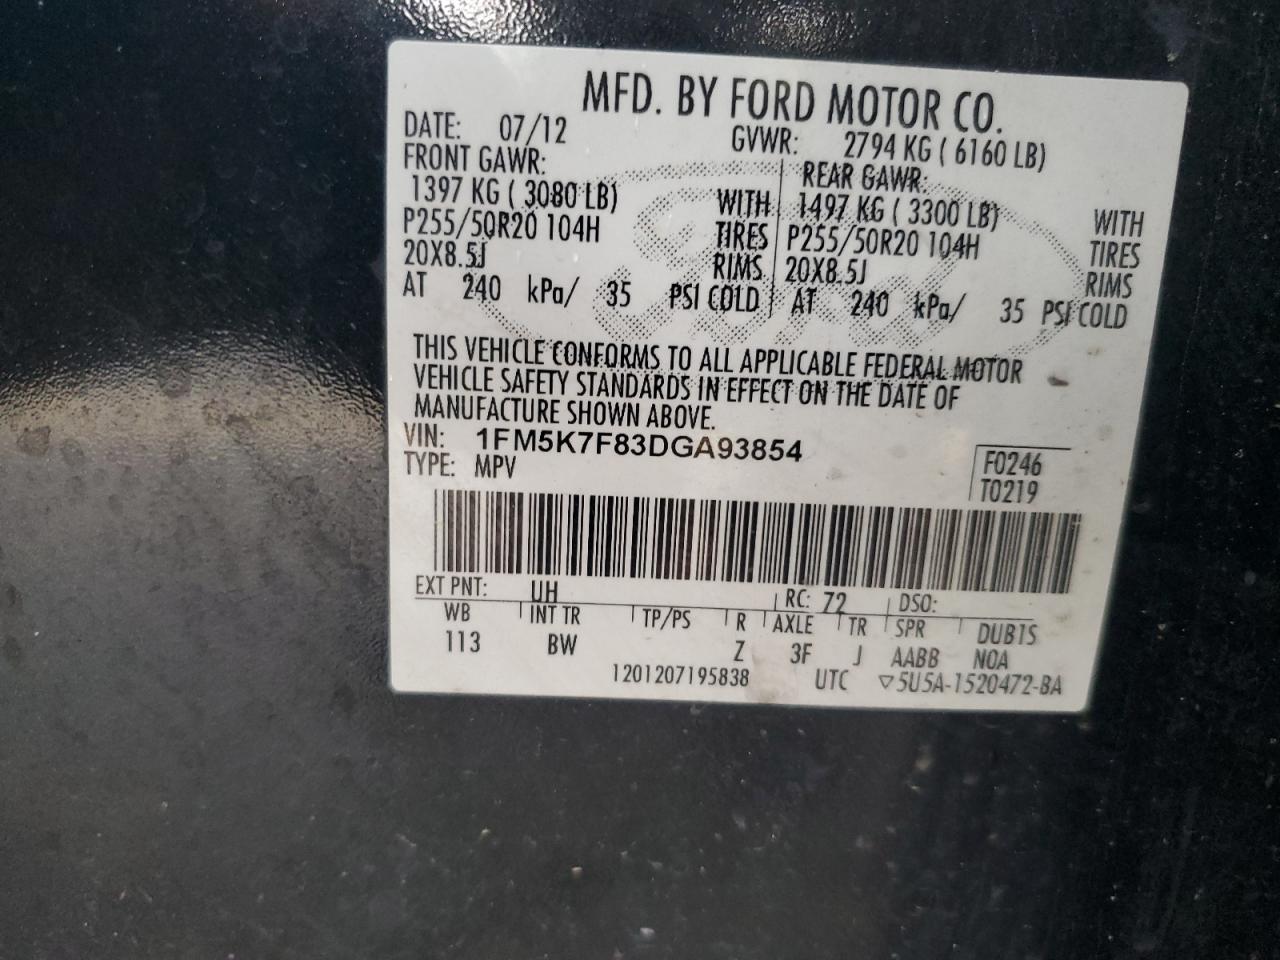 MFD. BY FORD MOTOR CO.
DATE: 07/12 GVWR: 2794 KG ( 6160 LB)
FRONT GAWR: REAR GAWR:
1397 KG ( 3080 LB) WITH 1497 KG ( 3300 LB) WITH
P255/50R20 104H TIRES P255/50R20 104H TIRES
20X8.5J RIMS 20X8.5J RIMS
AT 240 kPa/ 35 PSI COLD AT 240 kPa/ 35 PSI COLD
THIS VEHICLE CONFORMS TO ALL APPLICABLE FEDERAL MOTOR
VEHICLE SAFETY STANDARDS IN EFFECT ON THE DATE OF
MANUFACTURE SHOWN ABOVE.
VIN: 1FM5K7F83DGA93854
TYPE: MPV
F0246
T0219
EXT PNT: UH RC: 72 DSO:
WB INT TR TP/PS R AXLE TR SPR DUB1S
113 BW Z 3F J AABB NOA
1201207195838 UTC ▽5U5A-1520472-BA